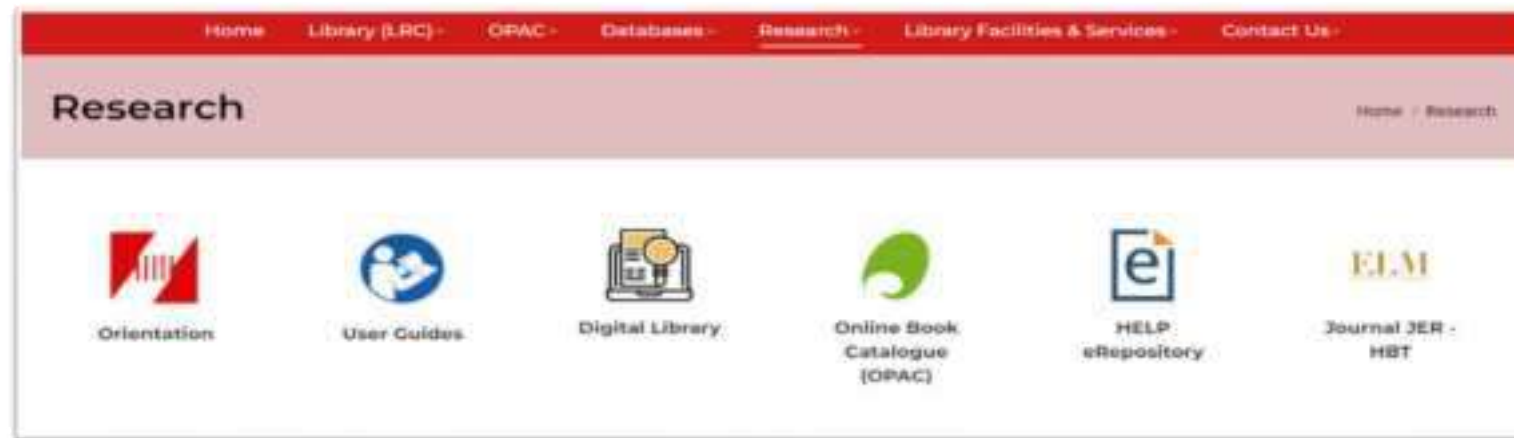 Home Library (LRC) OPAC Databases Research Library Facilities & Services Contact Us
Research
Home / Research
ELM
Orientation
User Guides
Digital Library
Online Book
Catalogue
(OPAC)
HELP
eRepository
Journal JER -
HBT